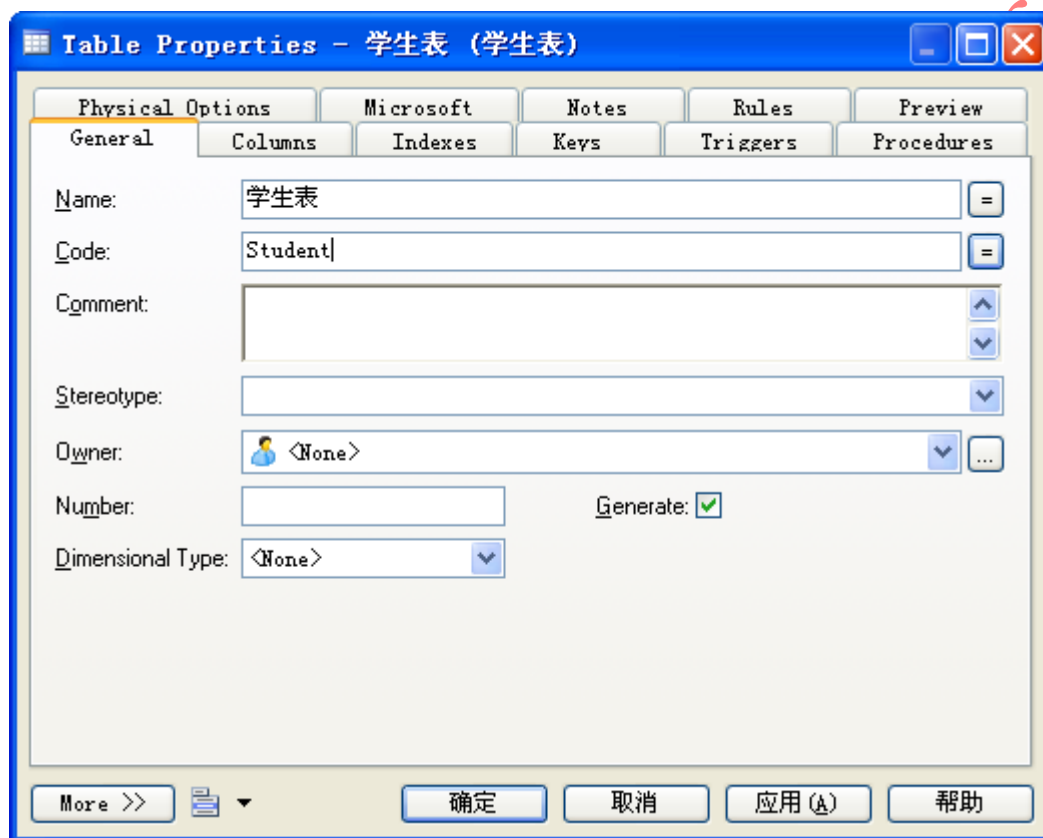 Table Properties - 学生表 (学生表)
Physical Options Microsoft Notes Rules Preview
General Columns Indexes Keys Triggers Procedures
Name: 学生表 =
Code: Student =
Comment:
Stereotype:
Owner: <None> ...
Number: Generate:
Dimensional Type: <None>
More >> 确定 取消 应用(A) 帮助